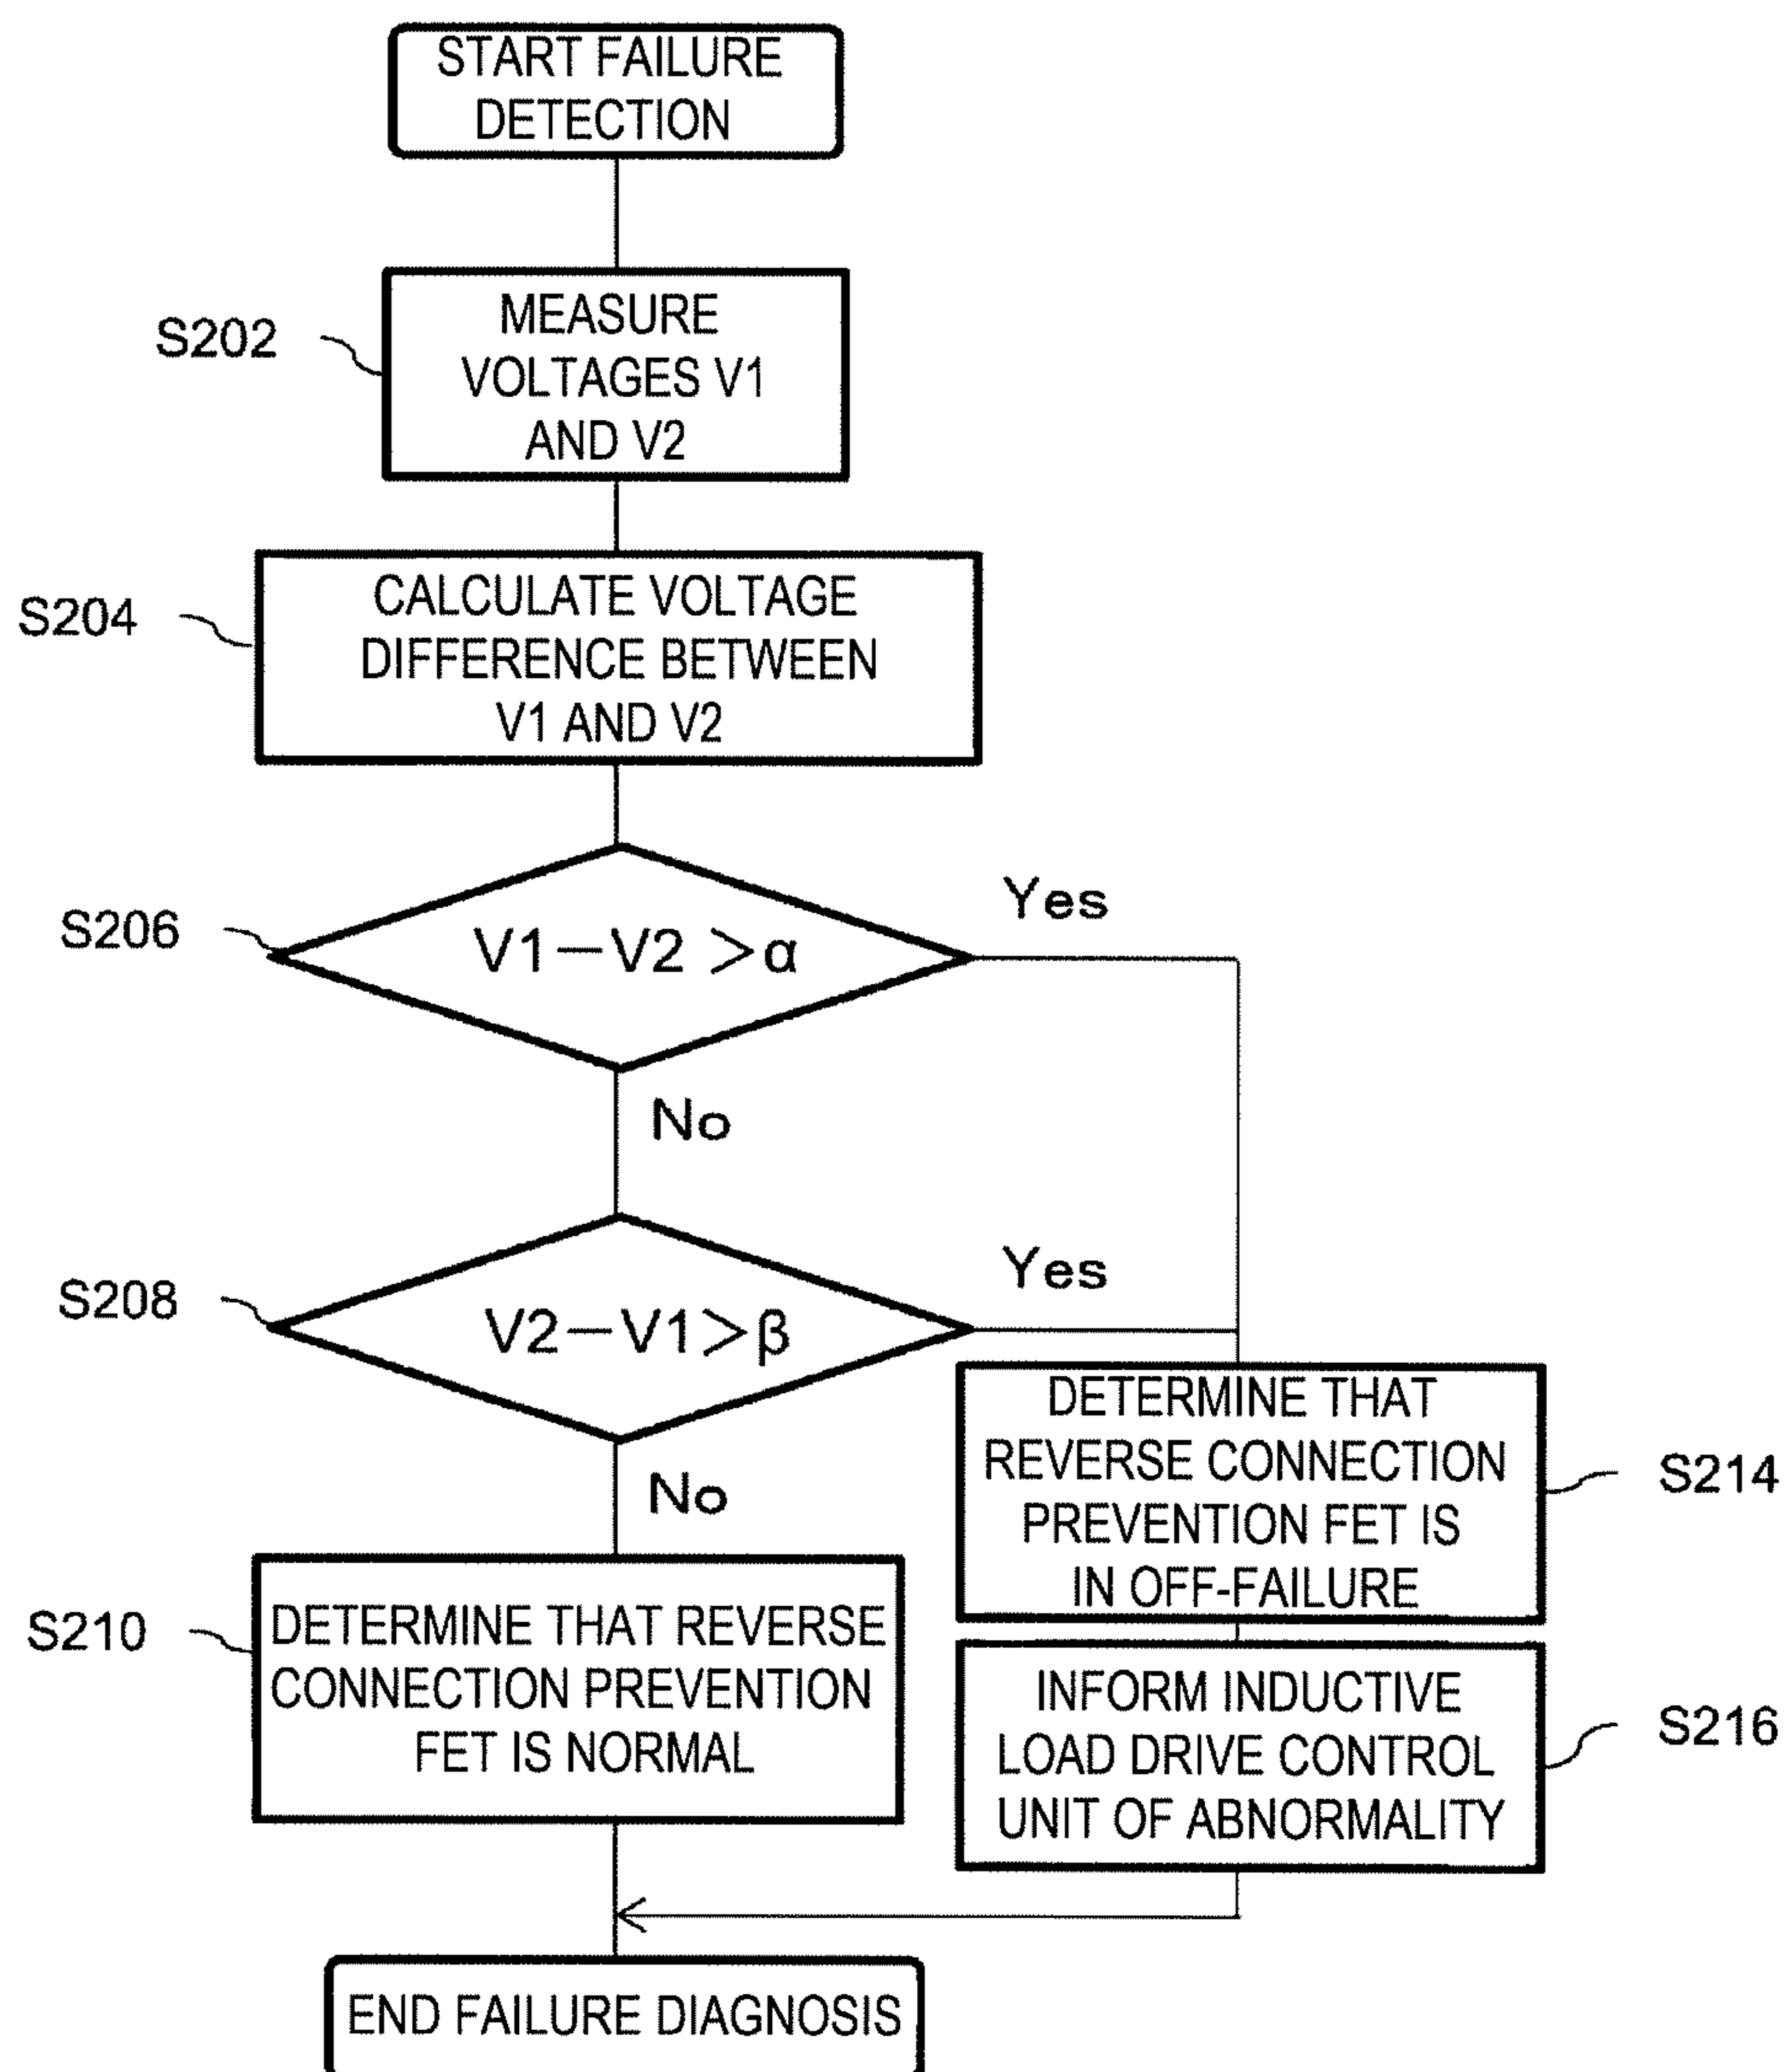 START FAILURE
DETECTION
S202
MEASURE
VOLTAGES V1
AND V2
S204
CALCULATE VOLTAGE
DIFFERENCE BETWEEN
V1 AND V2
S206
V1－V2 ＞α
Yes
No
S208
V2－V1＞β
Yes
No
DETERMINE THAT
REVERSE CONNECTION
PREVENTION FET IS
IN OFF-FAILURE
S214
S210
DETERMINE THAT REVERSE
CONNECTION PREVENTION
FET IS NORMAL
INFORM INDUCTIVE
LOAD DRIVE CONTROL
UNIT OF ABNORMALITY
S216
END FAILURE DIAGNOSIS